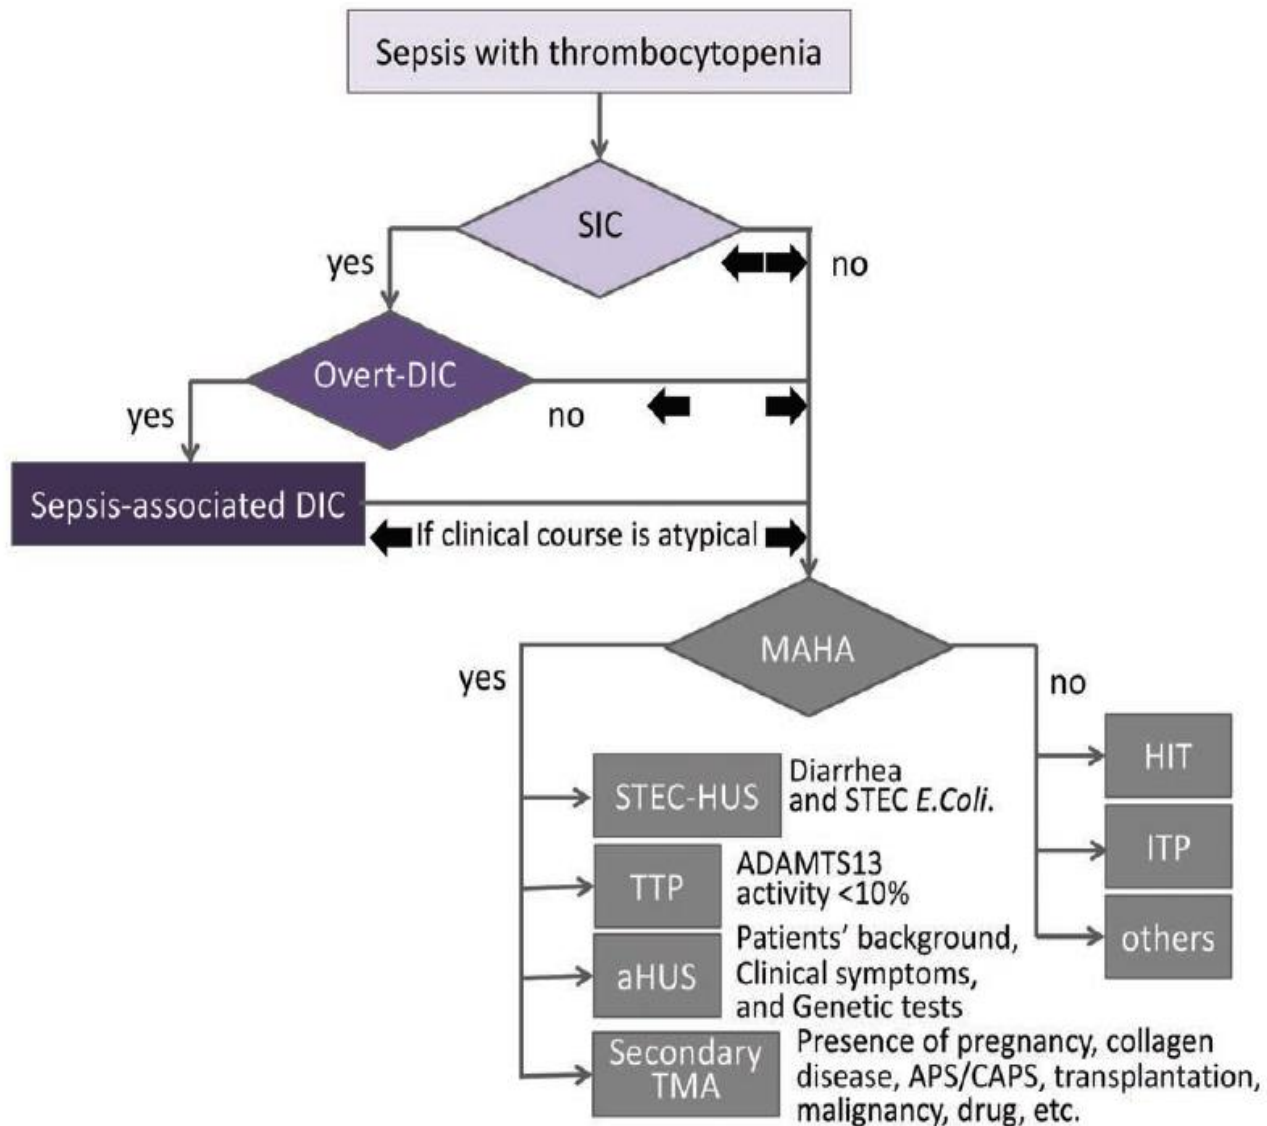 Sepsis with thrombocytopenia
SIC
yes
no
Overt-DIC
yes
no
Sepsis-associated DIC
If clinical course is atypical
MAHA
yes
no
STEC-HUS
Diarrhea
and STEC E.Coli.
HIT
TTP
ADAMTS13
activity <10%
ITP
aHUS
Patients' background,
Clinical symptoms,
and Genetic tests
others
Secondary
TMA
Presence of pregnancy, collagen
disease, APS/CAPS, transplantation,
malignancy, drug, etc.